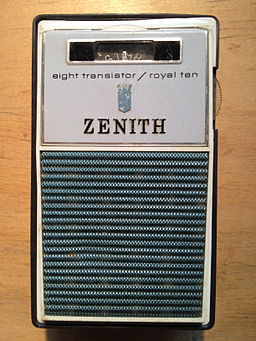 eight transistor / royal ten
ZENITH